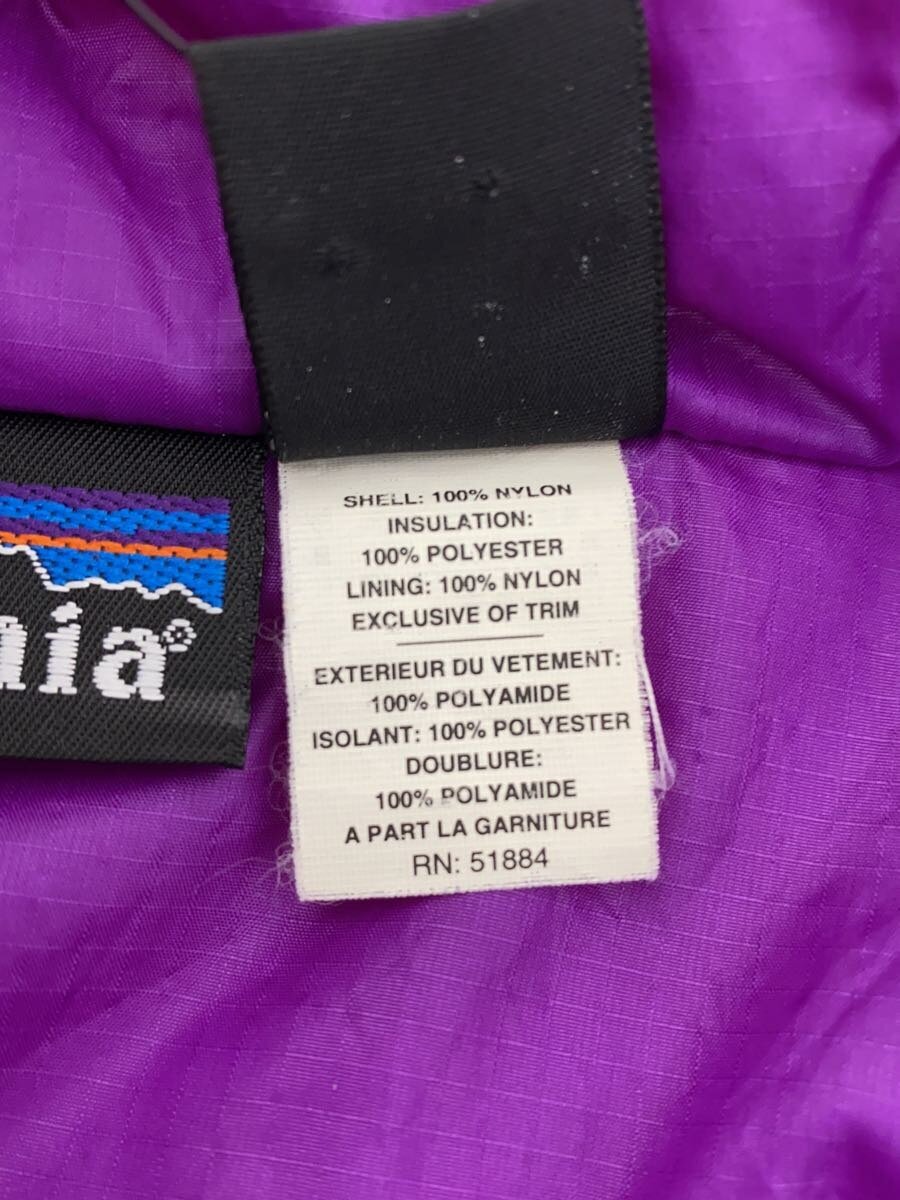 nia®
SHELL: 100% NYLON
INSULATION:
100% POLYESTER
LINING: 100% NYLON
EXCLUSIVE OF TRIM
EXTERIEUR DU VETEMENT:
100% POLYAMIDE
ISOLANT: 100% POLYESTER
DOUBLURE:
100% POLYAMIDE
A PART LA GARNITURE
RN: 51884